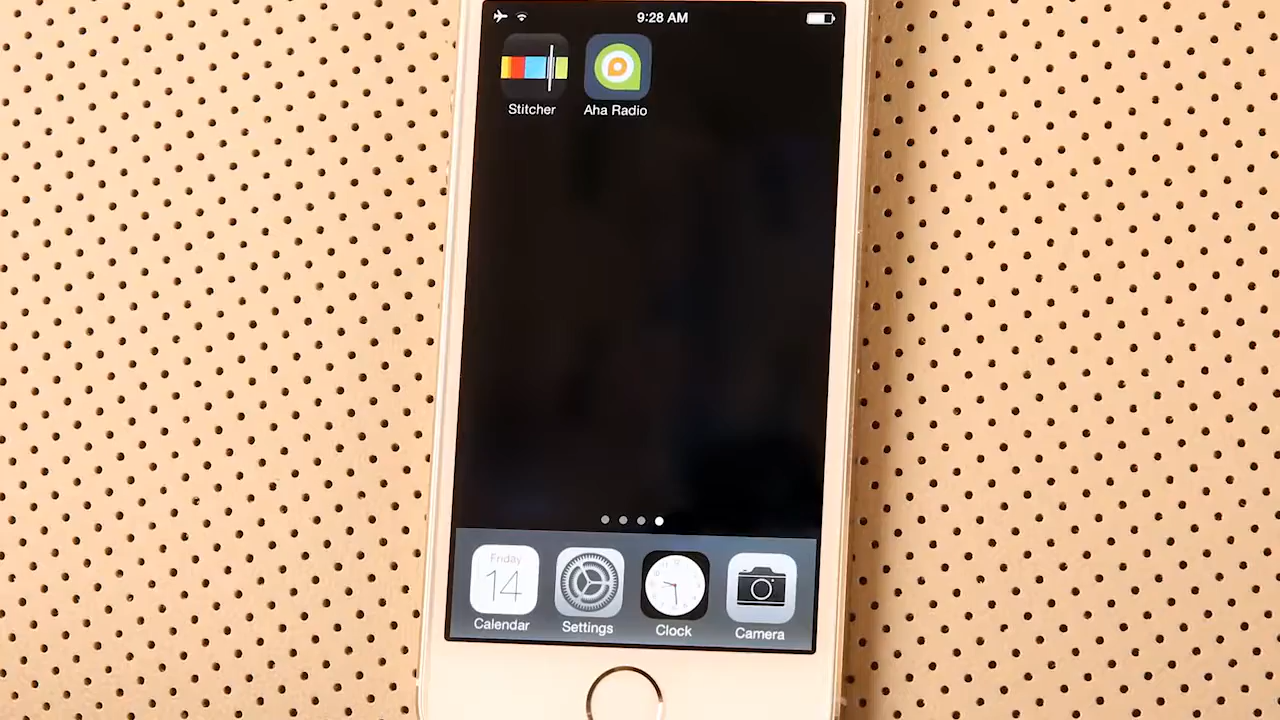 9:28 AM
Stitcher
Aha Radio
Friday
14
Calendar
Settings
Clock
Camera